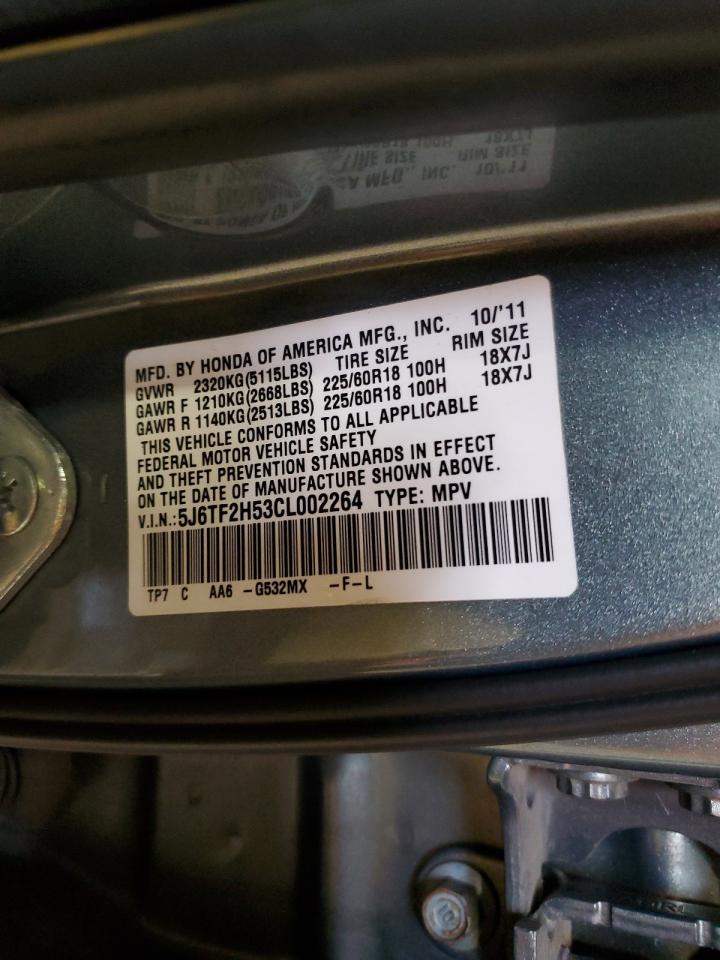 MFD. BY HONDA OF AMERICA MFG., INC. 10/'11
GVWR 2320KG(5115LBS) TIRE SIZE RIM SIZE
GAWR F 1210KG(2668LBS) 225/60R18 100H 18X7J
GAWR R 1140KG(2513LBS) 225/60R18 100H 18X7J
THIS VEHICLE CONFORMS TO ALL APPLICABLE
FEDERAL MOTOR VEHICLE SAFETY
AND THEFT PREVENTION STANDARDS IN EFFECT
ON THE DATE OF MANUFACTURE SHOWN ABOVE.
V.I.N.:5J6TF2H53CL002264 TYPE: MPV
TP7 C AA6 -G532MX -F-L